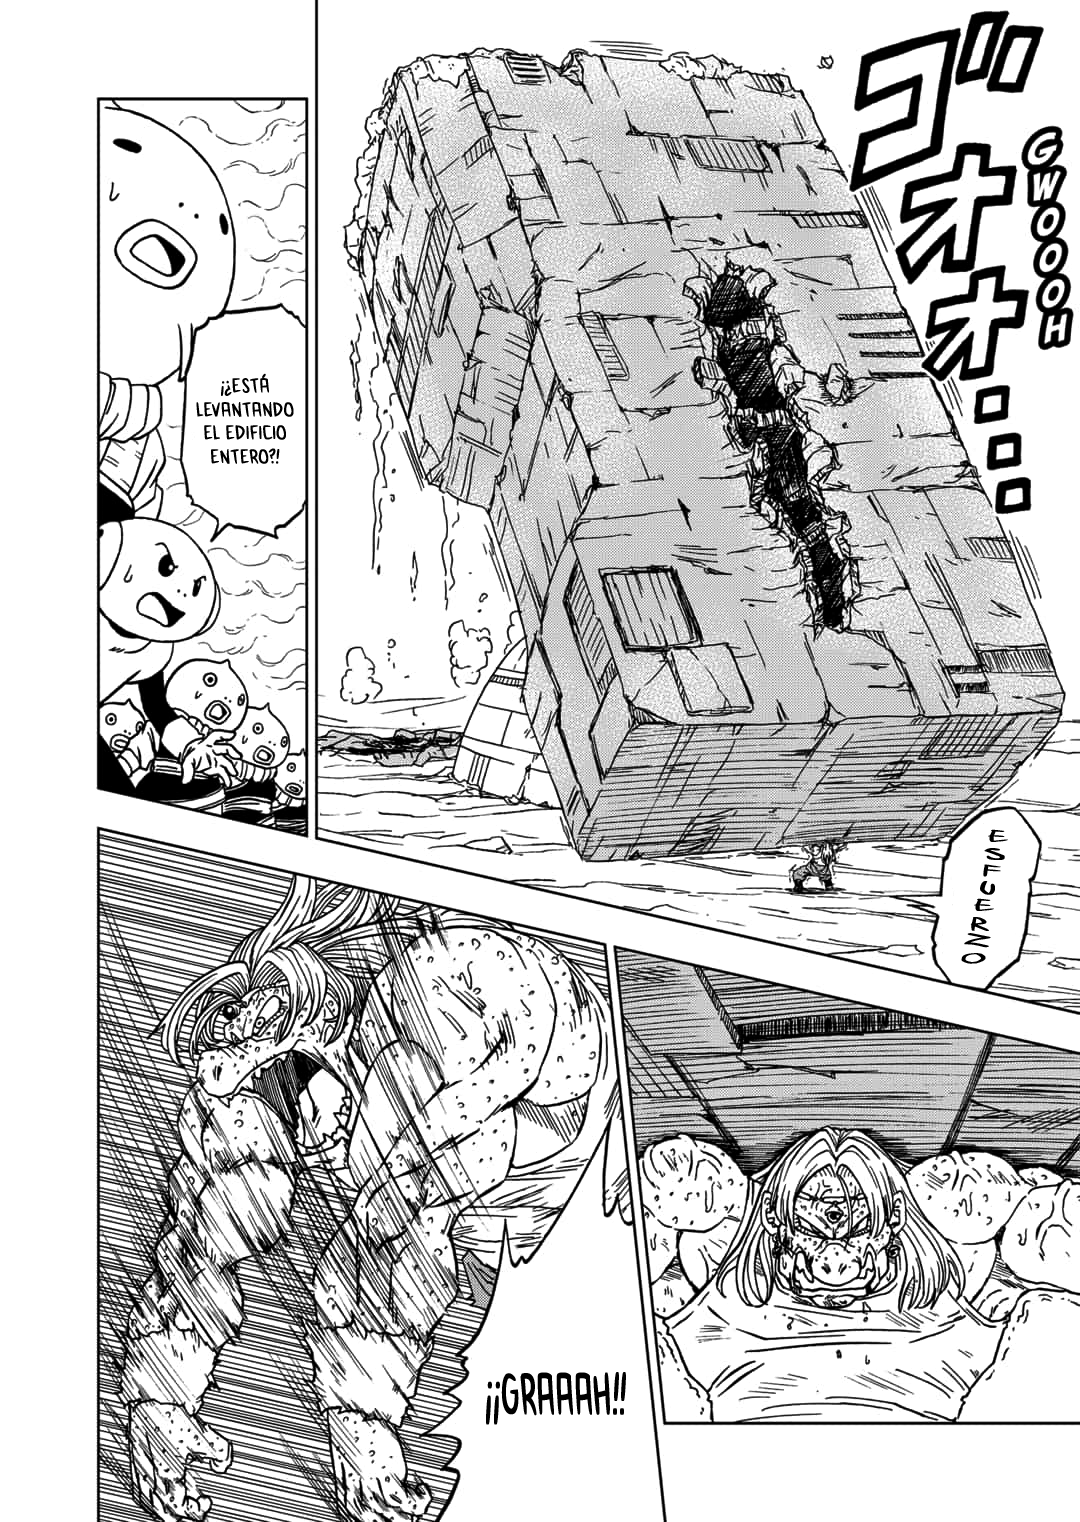 ゴオオ...
GWOOOH
¡¿ESTÁ
LEVANTANDO
EL EDIFICIO
ENTERO?!
ESFUERZO
¡¡GRAAAH!!